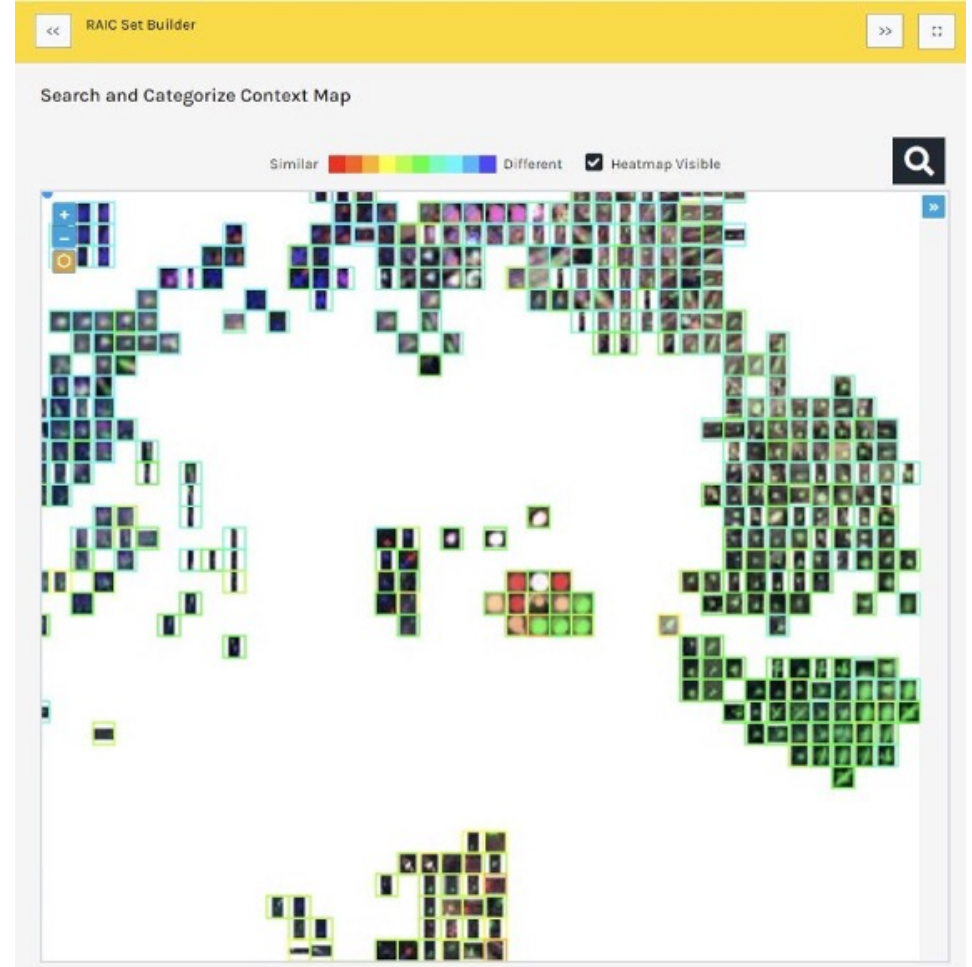 << RAIC Set Builder >>
Search and Categorize Context Map
Similar Different Heatmap Visible
+ »
−